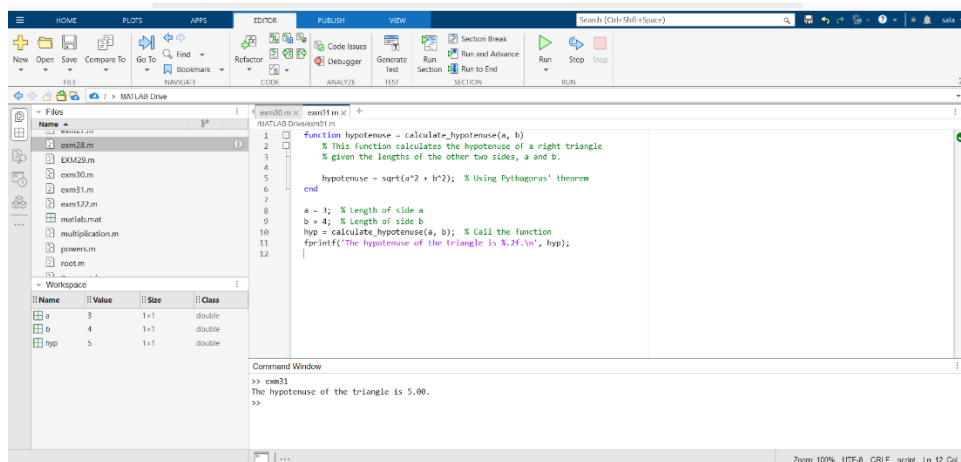 HOME PLOTS APPS EDITOR PUBLISH VIEW Search (Ctrl+Shift+Space) sala
New Open Save Compare To Go To Find Bookmark Refactor Code Issues Debugger Generate Test Run Section Section Break Run and Advance Run to End Run Step Stop
FILE NAVIGATE CODE ANALYZE TEST SECTION RUN
/ > MATLAB Drive
Files
Name
exm28.m
EXM29.m
exm30.m
exm31.m
exm122.m
matlab.mat
multiplication.m
powers.m
root.m
Workspace
Name Value Size Class
a 3 1×1 double
b 4 1×1 double
hyp 5 1×1 double
exm30.m × exm31.m × +
/MATLAB Drive/exm31.m
1 function hypotenuse = calculate_hypotenuse(a, b)
2 % This function calculates the hypotenuse of a right triangle
3 % given the lengths of the other two sides, a and b.
4
5 hypotenuse = sqrt(a^2 + b^2); % Using Pythagoras' theorem
6 end
7
8 a = 3; % Length of side a
9 b = 4; % Length of side b
10 hyp = calculate_hypotenuse(a, b); % Call the function
11 fprintf('The hypotenuse of the triangle is %.2f.\n', hyp);
12
Command Window
>> exm31
The hypotenuse of the triangle is 5.00.
>>
Zoom: 100% UTF-8 CRLF script Ln 12 Col